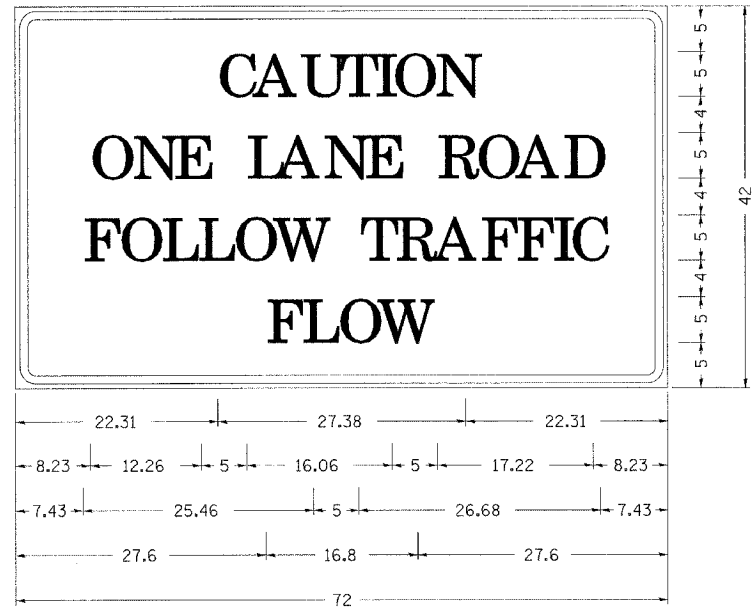 CAUTION
ONE LANE ROAD
FOLLOW TRAFFIC
FLOW
5
5
4
5
4
5
4
5
5
42
22.31 27.38 22.31
8.23 12.26 5 16.06 5 17.22 8.23
7.43 25.46 5 26.68 7.43
27.6 16.8 27.6
72